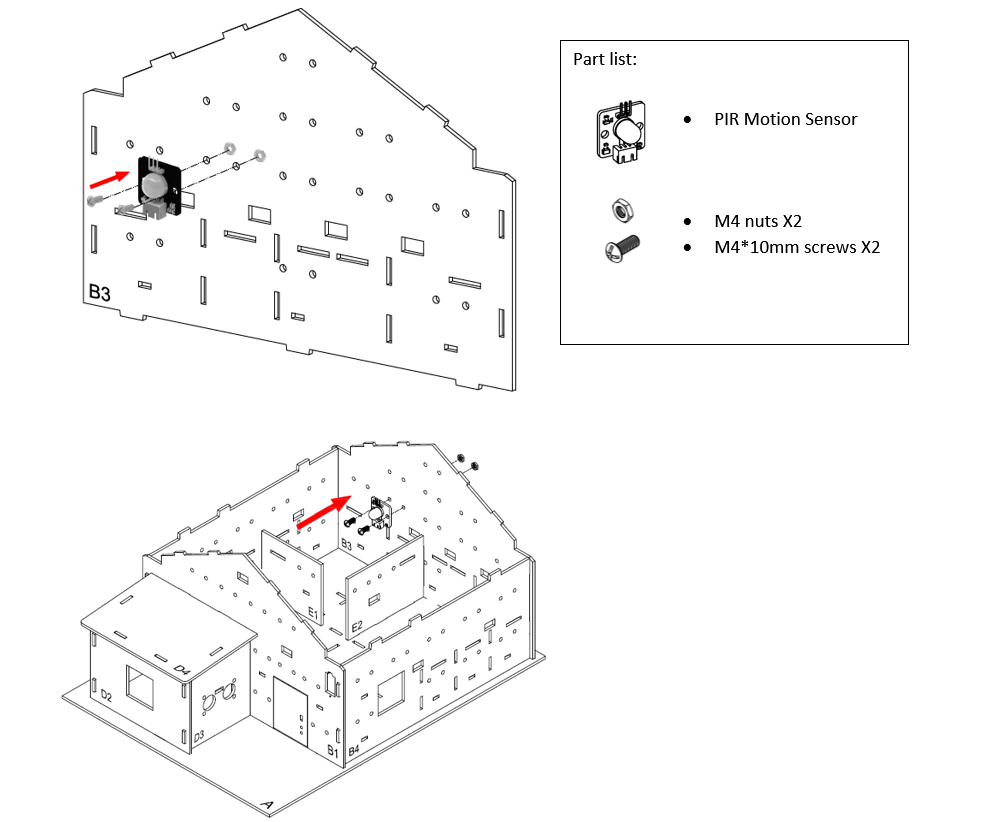 Part list:
PIR Motion Sensor
M4 nuts X2
M4*10mm screws X2
B3
B3
E1
E2
D4
D2
D3
B1
B4
A